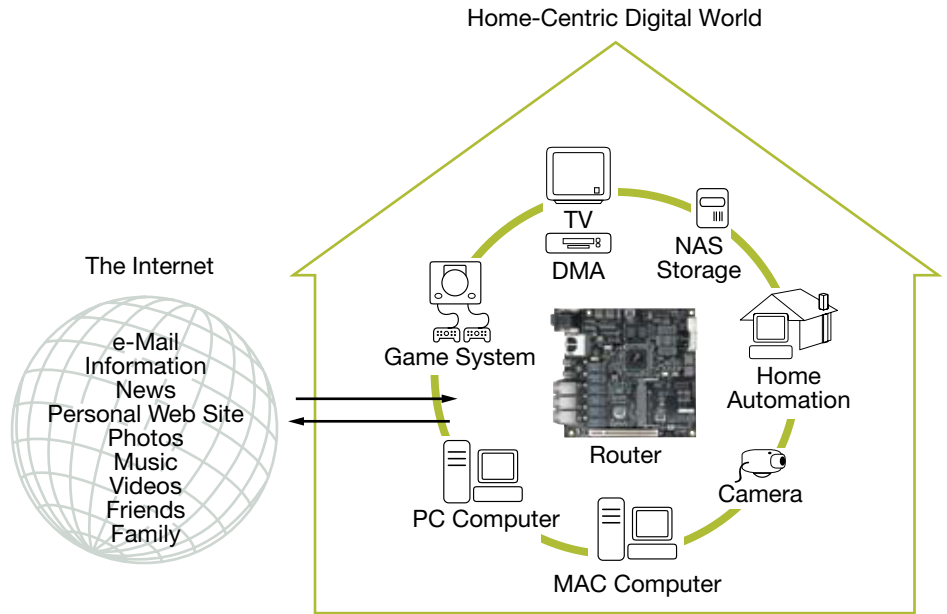 Home-Centric Digital World
The Internet
e-Mail
Information
News
Personal Web Site
Photos
Music
Videos
Friends
Family
TV
DMA
NAS
Storage
Game System
Home
Automation
Router
Camera
PC Computer
MAC Computer